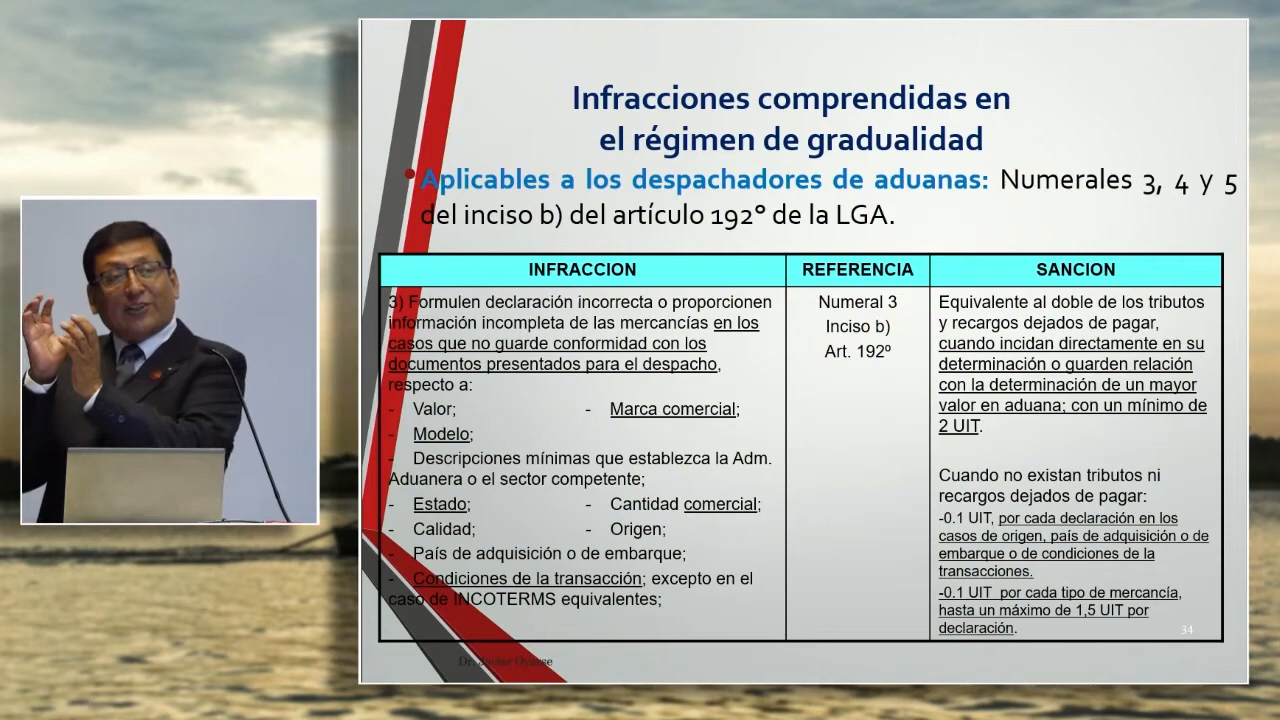 Infracciones comprendidas en
el régimen de gradualidad
• Aplicables a los despachadores de aduanas: Numerales 3, 4 y 5
del inciso b) del artículo 192° de la LGA.
INFRACCION
3) Formulen declaración incorrecta o proporcionen
información incompleta de las mercancías en los
casos que no guarde conformidad con los
documentos presentados para el despacho,
respecto a:
- Valor; - Marca comercial;
- Modelo;
- Descripciones mínimas que establezca la Adm.
Aduanera o el sector competente;
- Estado; - Cantidad comercial;
- Calidad; - Origen;
- País de adquisición o de embarque;
- Condiciones de la transacción; excepto en el
caso de INCOTERMS equivalentes;
REFERENCIA
Numeral 3
Inciso b)
Art. 192º
SANCION
Equivalente al doble de los tributos
y recargos dejados de pagar,
cuando incidan directamente en su
determinación o guarden relación
con la determinación de un mayor
valor en aduana; con un mínimo de
2 UIT.
Cuando no existan tributos ni
recargos dejados de pagar:
-0.1 UIT, por cada declaración en los
casos de origen, país de adquisición o de
embarque o de condiciones de la
transacciones.
-0.1 UIT por cada tipo de mercancía,
hasta un máximo de 1,5 UIT por
declaración.
34
Dr.